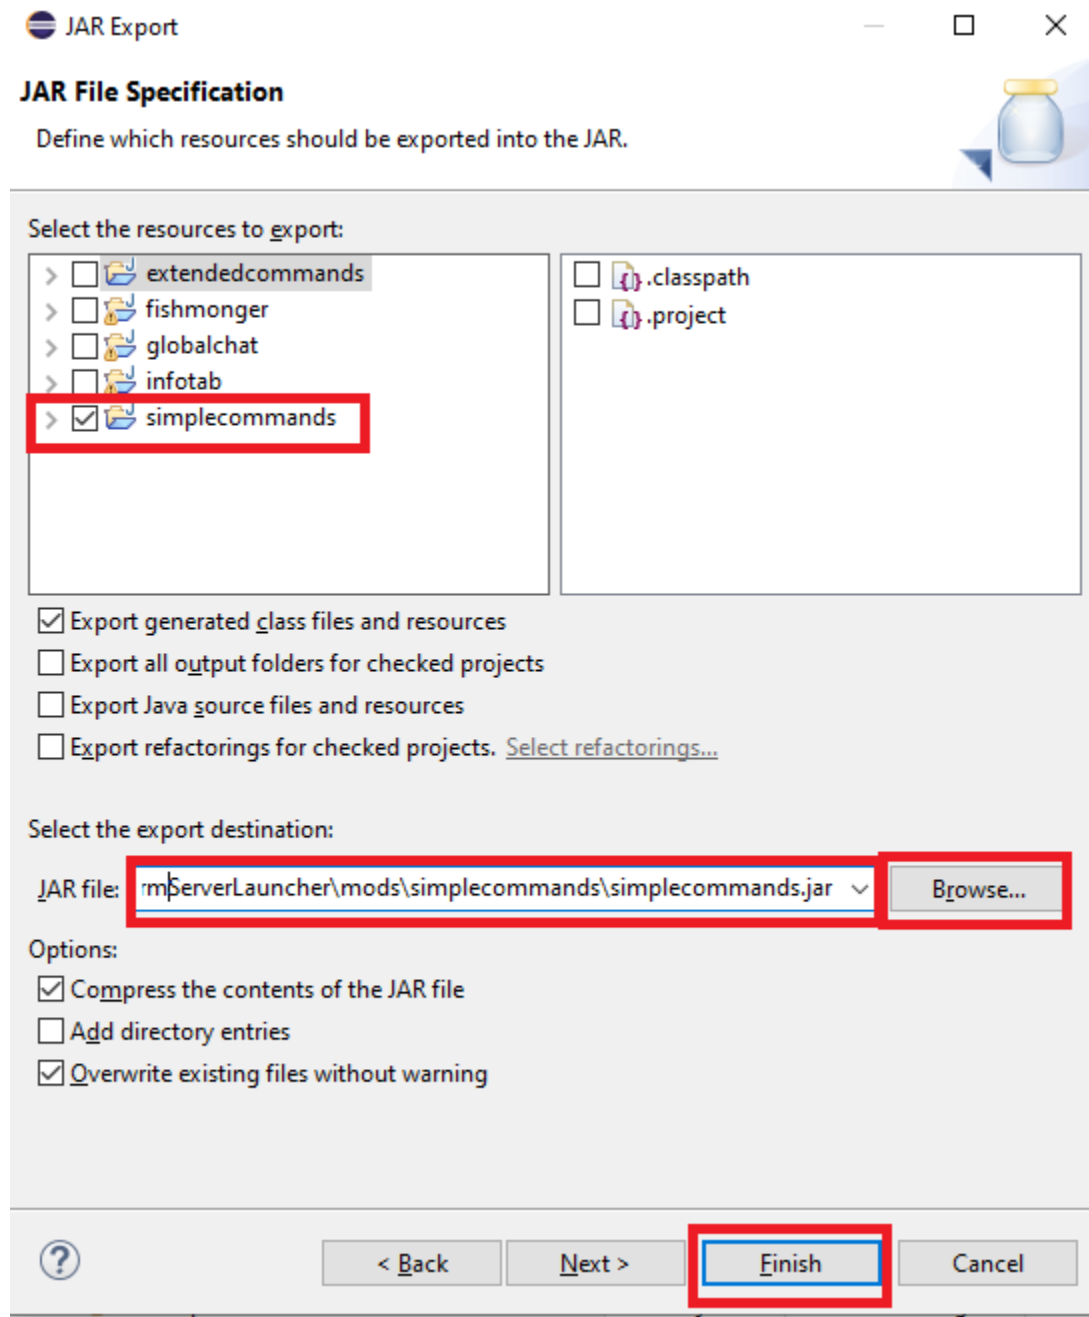 JAR Export
JAR File Specification
Define which resources should be exported into the JAR.
Select the resources to export:
extendedcommands
fishmonger
globalchat
infotab
simplecommands
.classpath
.project
Export generated class files and resources
Export all output folders for checked projects
Export Java source files and resources
Export refactorings for checked projects. Select refactorings...
Select the export destination:
JAR file: rmServerLauncher\mods\simplecommands\simplecommands.jar Browse...
Options:
Compress the contents of the JAR file
Add directory entries
Overwrite existing files without warning
< Back Next > Finish Cancel